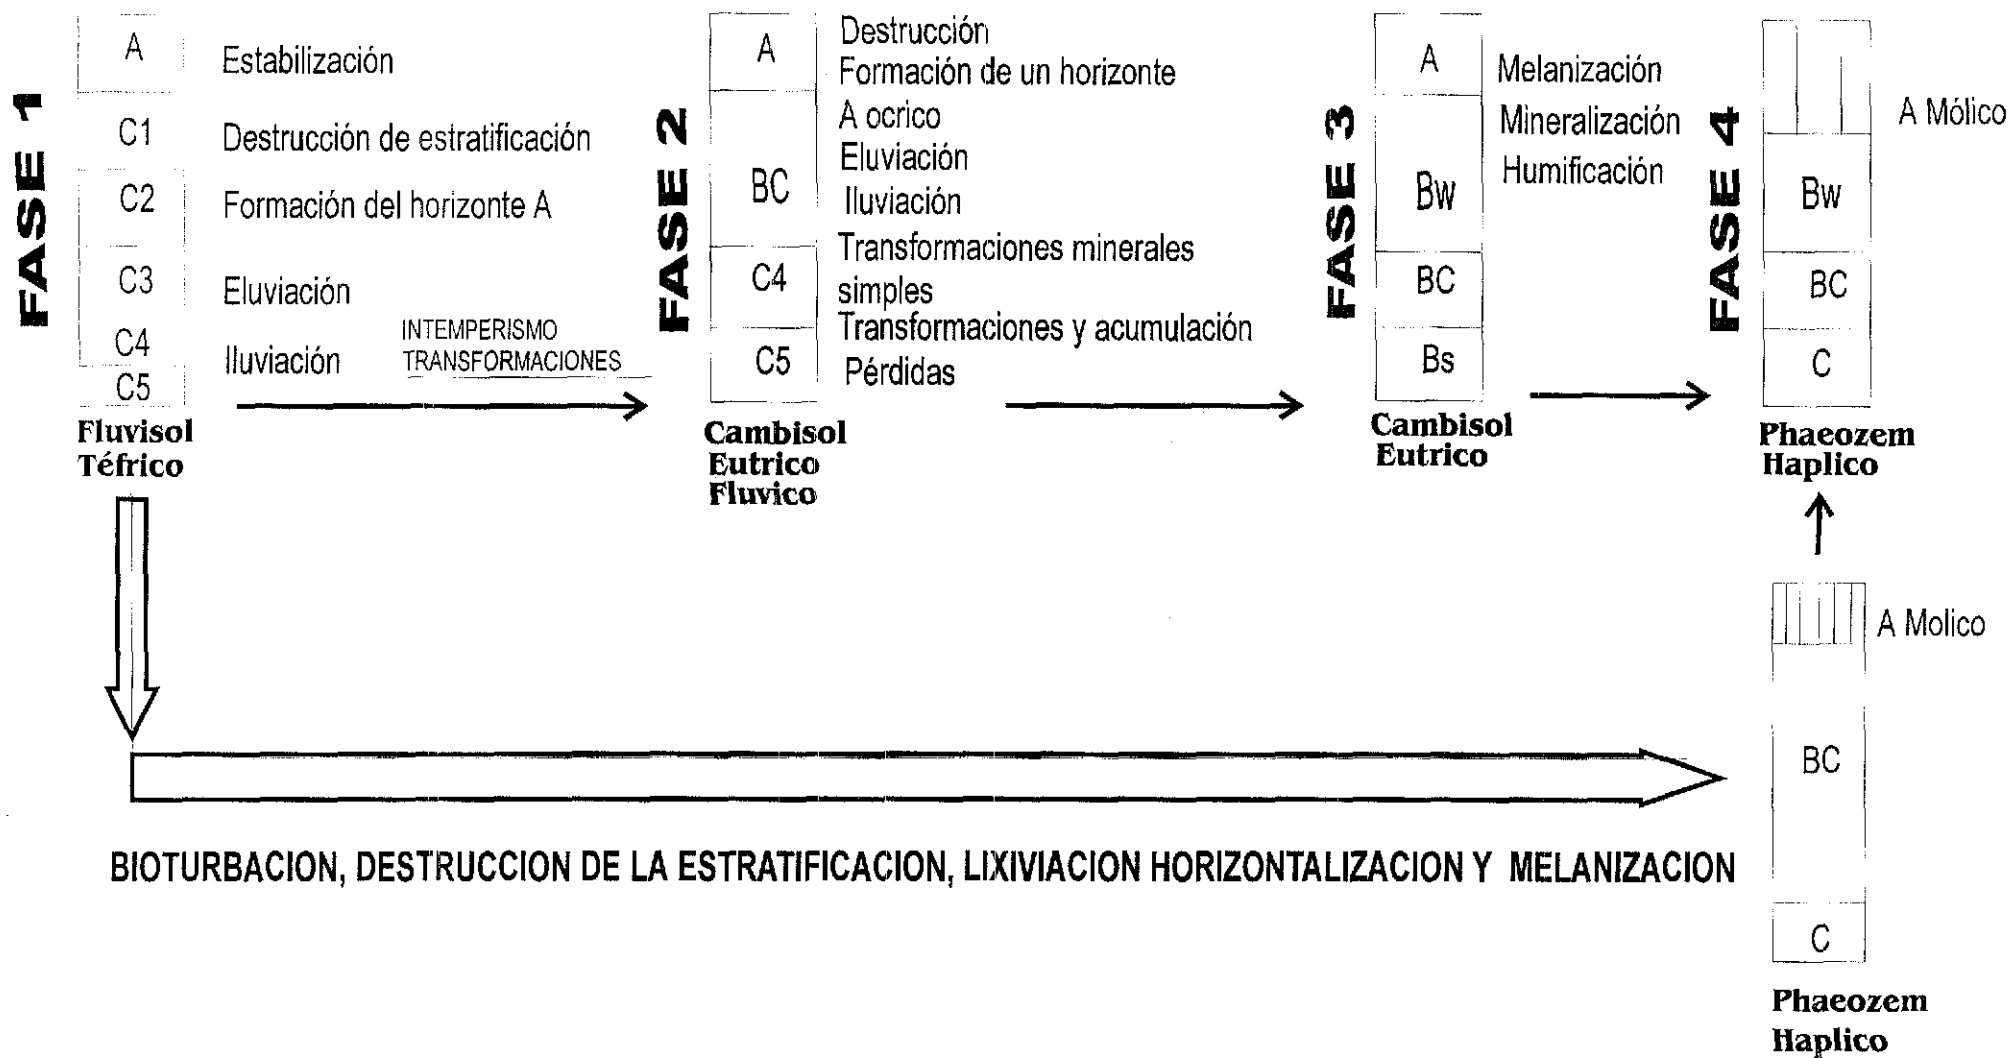 FASE 1
A
C1
C2
C3
C4
C5
Fluvisol
Téfrico
Estabilización
Destrucción de estratificación
Formación del horizonte A
Eluviación
Iluviación
INTEMPERISMO
TRANSFORMACIONES
FASE 2
A
BC
C4
C5
Cambisol
Eutrico
Fluvico
Destrucción
Formación de un horizonte
A ocrico
Eluviación
Iluviación
Transformaciones minerales
simples
Transformaciones y acumulación
Pérdidas
FASE 3
A
Bw
BC
Bs
Cambisol
Eutrico
Melanización
Mineralización
Humificación
FASE 4
A Mólico
Bw
BC
C
Phaeozem
Haplico
A Molico
BC
C
Phaeozem
Haplico
BIOTURBACION, DESTRUCCION DE LA ESTRATIFICACION, LIXIVIACION HORIZONTALIZACION Y MELANIZACION